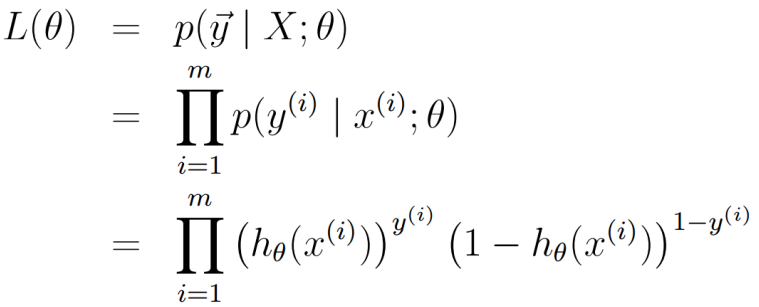 L(θ) = p(y⃗ | X; θ)
= ∏_{i=1}^{m} p(y^{(i)} | x^{(i)}; θ)
= ∏_{i=1}^{m} (h_θ(x^{(i)}))^{y^{(i)}} (1 − h_θ(x^{(i)}))^{1−y^{(i)}}